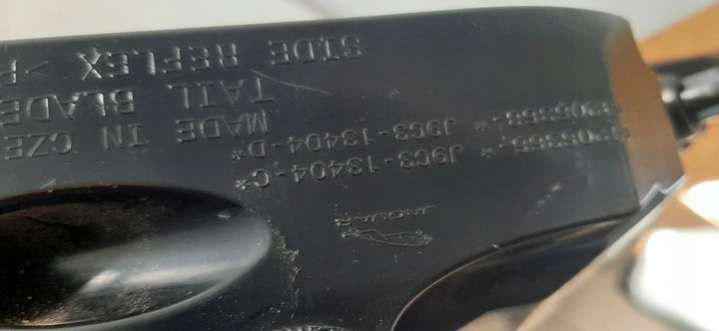 JAGUAR
J9C3-13404-C*
J9C3-13404-D*
MADE IN CZE
TAIL BLADE
SIDE REFLEX >P